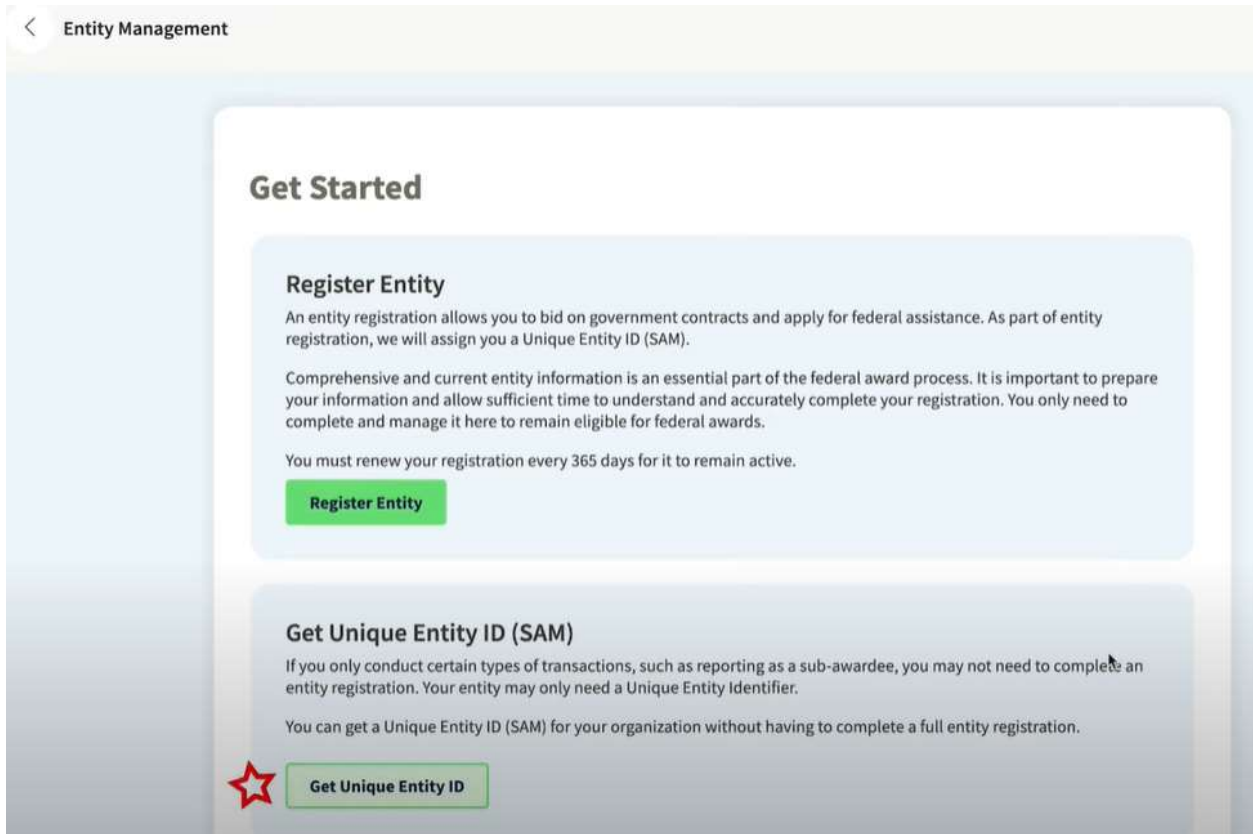 Entity Management
Get Started
Register Entity
An entity registration allows you to bid on government contracts and apply for federal assistance. As part of entity
registration, we will assign you a Unique Entity ID (SAM).
Comprehensive and current entity information is an essential part of the federal award process. It is important to prepare
your information and allow sufficient time to understand and accurately complete your registration. You only need to
complete and manage it here to remain eligible for federal awards.
You must renew your registration every 365 days for it to remain active.
Register Entity
Get Unique Entity ID (SAM)
If you only conduct certain types of transactions, such as reporting as a sub-awardee, you may not need to complete an
entity registration. Your entity may only need a Unique Entity Identifier.
You can get a Unique Entity ID (SAM) for your organization without having to complete a full entity registration.
Get Unique Entity ID